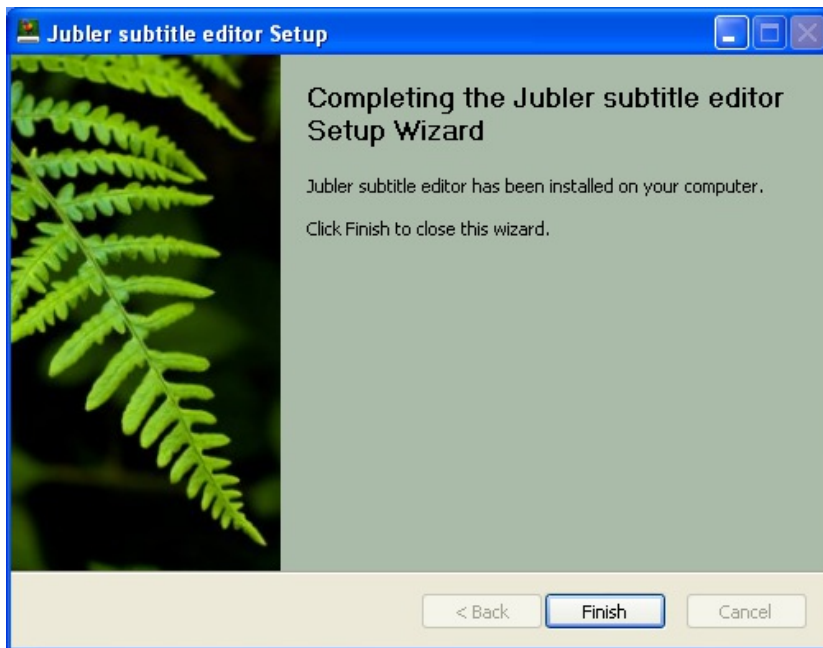 Jubler subtitle editor Setup
Completing the Jubler subtitle editor
Setup Wizard
Jubler subtitle editor has been installed on your computer.
Click Finish to close this wizard.
< Back
Finish
Cancel